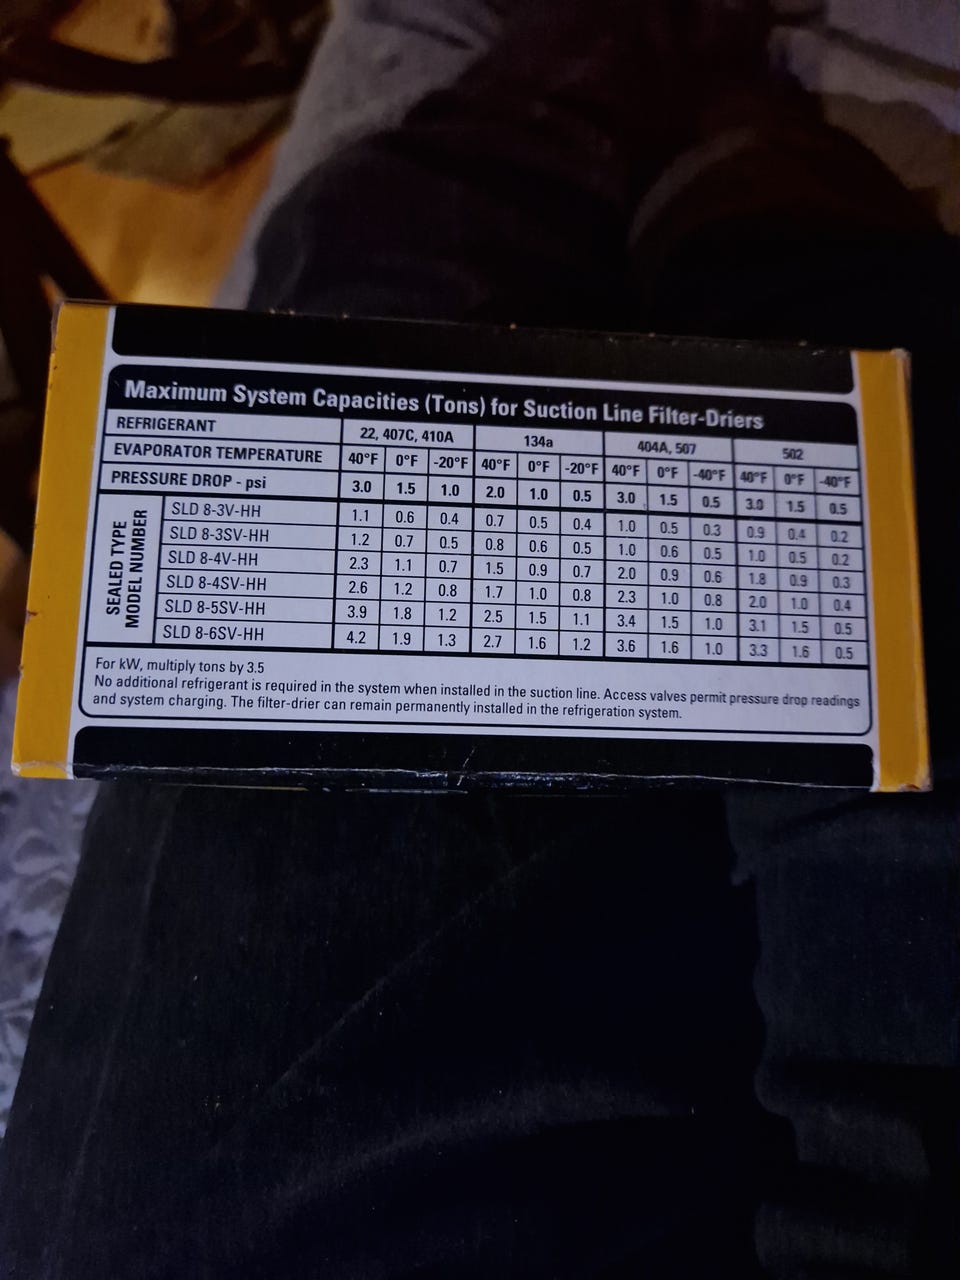 Maximum System Capacities (Tons) for Suction Line Filter-Driers
REFRIGERANT 22, 407C, 410A 134a 404A, 507 502
EVAPORATOR TEMPERATURE 40°F 0°F -20°F 40°F 0°F -20°F 40°F 0°F -40°F 40°F 0°F -40°F
PRESSURE DROP - psi 3.0 1.5 1.0 2.0 1.0 0.5 3.0 1.5 0.5 3.0 1.5 0.5
SEALED TYPE
MODEL NUMBER
SLD 8-3V-HH 1.1 0.6 0.4 0.7 0.5 0.4 1.0 0.5 0.3 0.9 0.4 0.2
SLD 8-3SV-HH 1.2 0.7 0.5 0.8 0.6 0.5 1.0 0.6 0.5 1.0 0.5 0.2
SLD 8-4V-HH 2.3 1.1 0.7 1.5 0.9 0.7 2.0 0.9 0.6 1.8 0.9 0.3
SLD 8-4SV-HH 2.6 1.2 0.8 1.7 1.0 0.8 2.3 1.0 0.8 2.0 1.0 0.4
SLD 8-5SV-HH 3.9 1.8 1.2 2.5 1.5 1.1 3.4 1.5 1.0 3.1 1.5 0.5
SLD 8-6SV-HH 4.2 1.9 1.3 2.7 1.6 1.2 3.6 1.6 1.0 3.3 1.6 0.5
For kW, multiply tons by 3.5
No additional refrigerant is required in the system when installed in the suction line. Access valves permit pressure drop readings
and system charging. The filter-drier can remain permanently installed in the refrigeration system.